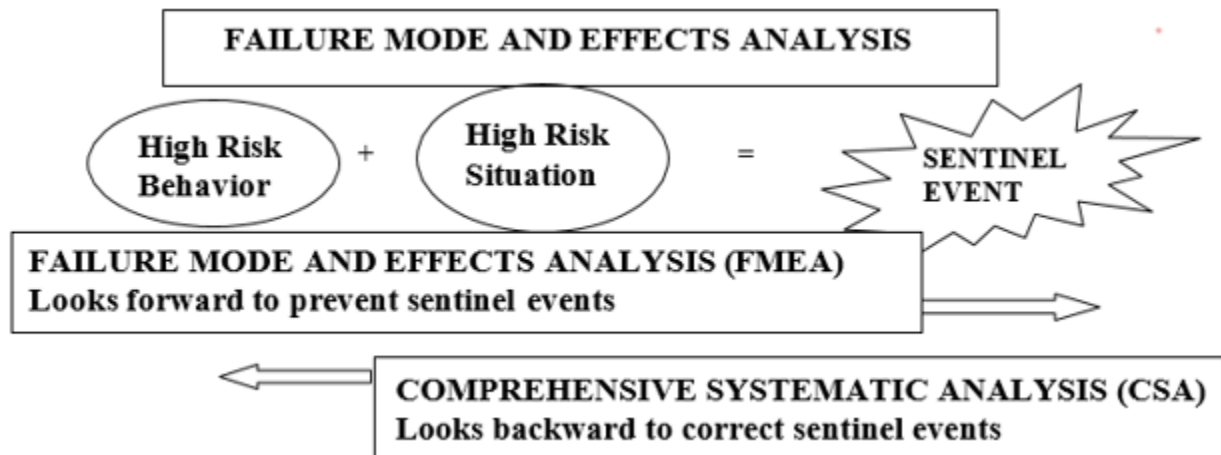 FAILURE MODE AND EFFECTS ANALYSIS
High Risk
Behavior
+
High Risk
Situation
=
SENTINEL
EVENT
FAILURE MODE AND EFFECTS ANALYSIS (FMEA)
Looks forward to prevent sentinel events
COMPREHENSIVE SYSTEMATIC ANALYSIS (CSA)
Looks backward to correct sentinel events